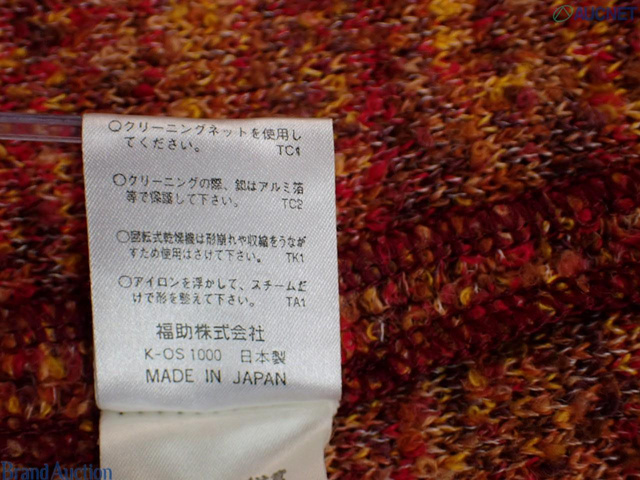 AUCNET
○クリーニングネットを使用し
てください。 TC1
○クリーニングの際、釦はアルミ箔
等で保護して下さい。 TC2
○回転式乾燥機は形崩れや収縮をうなが
すため使用はさけて下さい。 TK1
○アイロンを浮かして、スチームだ
けで形を整えて下さい。 TA1
福助株式会社
K-OS1000 日本製
MADE IN JAPAN
Brand Auction